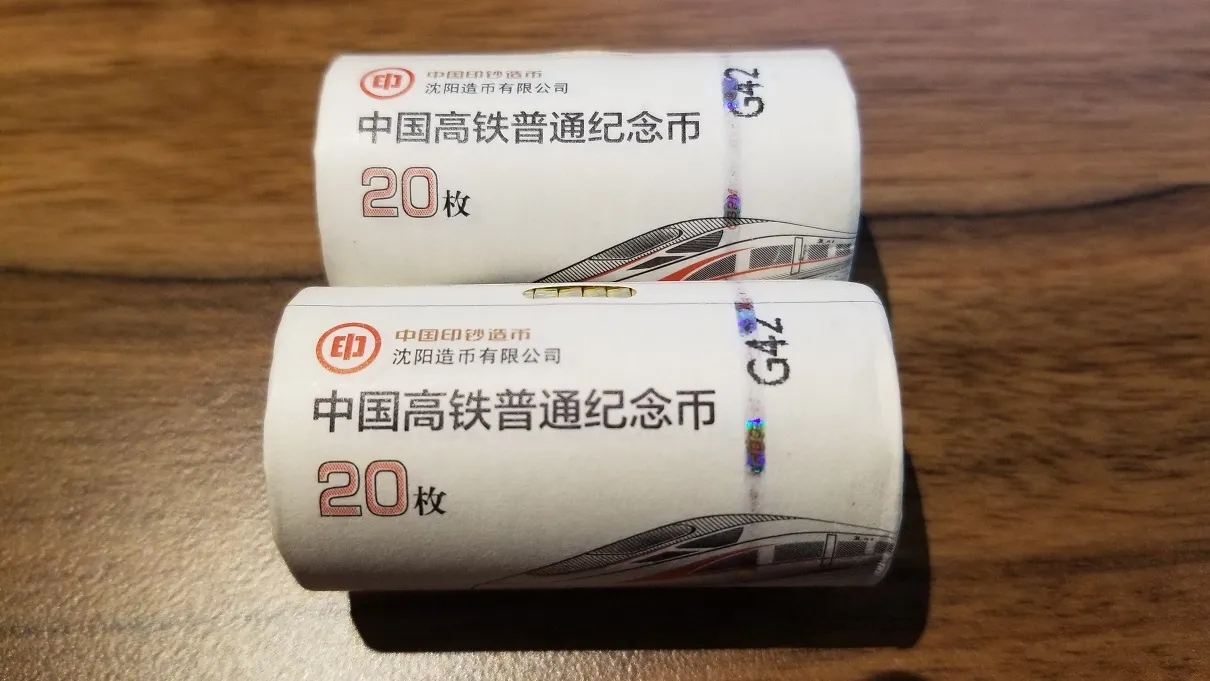 印
中国印钞造币
沈阳造币有限公司
中国高铁普通纪念币
20枚
G42
印
中国印钞造币
沈阳造币有限公司
中国高铁普通纪念币
20枚
G42